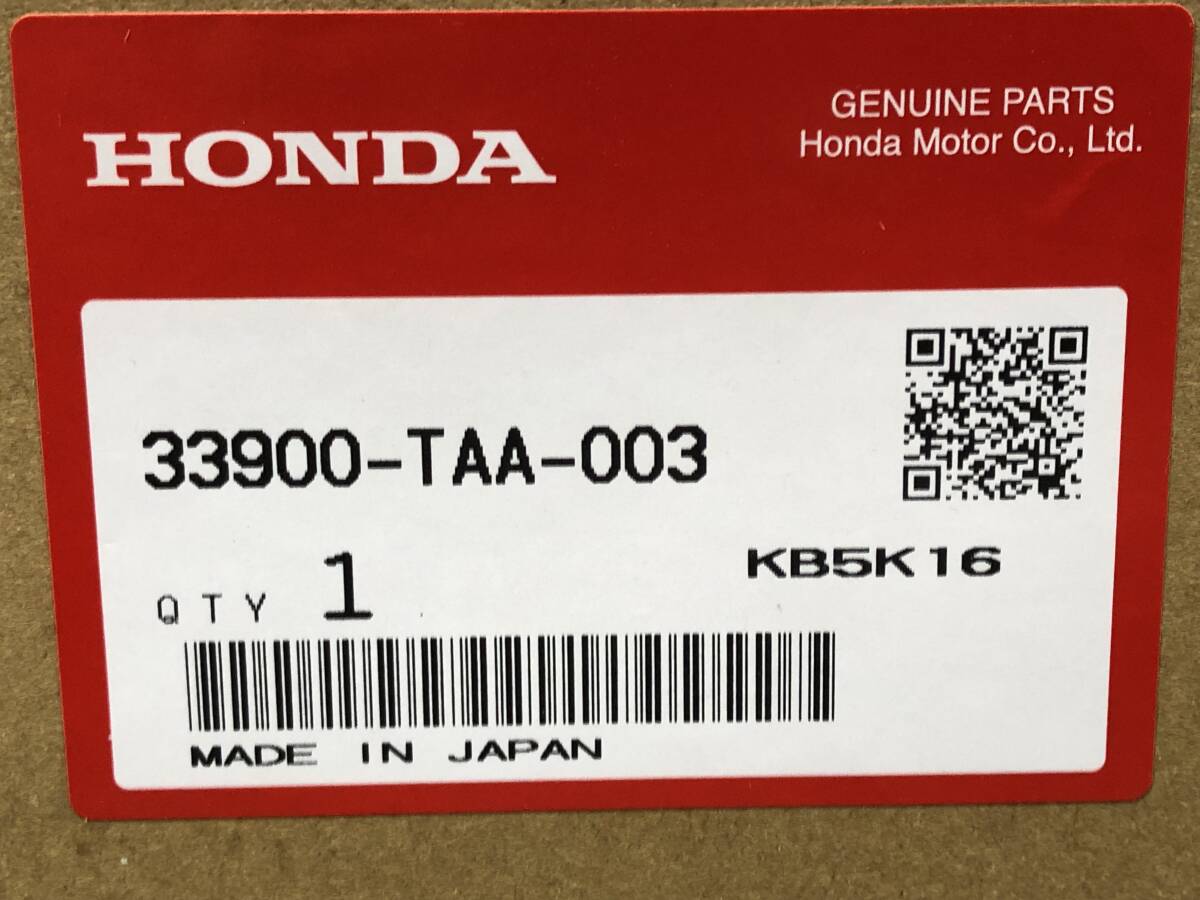 HONDA
GENUINE PARTS
Honda Motor Co., Ltd.
33900-TAA-003
KB5K16
QTY 1
MADE IN JAPAN